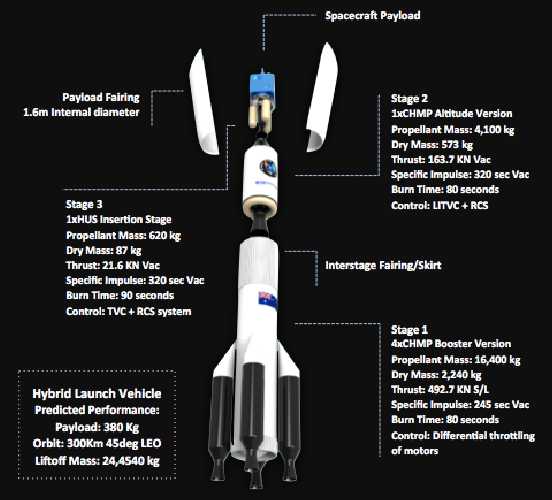 Spacecraft Payload
Payload Fairing
1.6m Internal diameter
Stage 2
1xCHMP Altitude Version
Propellant Mass: 4,100 kg
Dry Mass: 573 kg
Thrust: 163.7 KN Vac
Specific Impulse: 320 sec Vac
Burn Time: 80 seconds
Control: LITVC + RCS
Stage 3
1xHUS Insertion Stage
Propellant Mass: 620 kg
Dry Mass: 87 kg
Thrust: 21.6 KN Vac
Specific Impulse: 320 sec Vac
Burn Time: 90 seconds
Control: TVC + RCS system
Interstage Fairing/Skirt
Stage 1
4xCHMP Booster Version
Propellant Mass: 16,400 kg
Dry Mass: 2,240 kg
Thrust: 492.7 KN S/L
Specific Impulse: 245 sec Vac
Burn Time: 80 seconds
Control: Differential throttling
of motors
Hybrid Launch Vehicle
Predicted Performance:
Payload: 380 Kg
Orbit: 300Km 45deg LEO
Liftoff Mass: 24,4540 kg